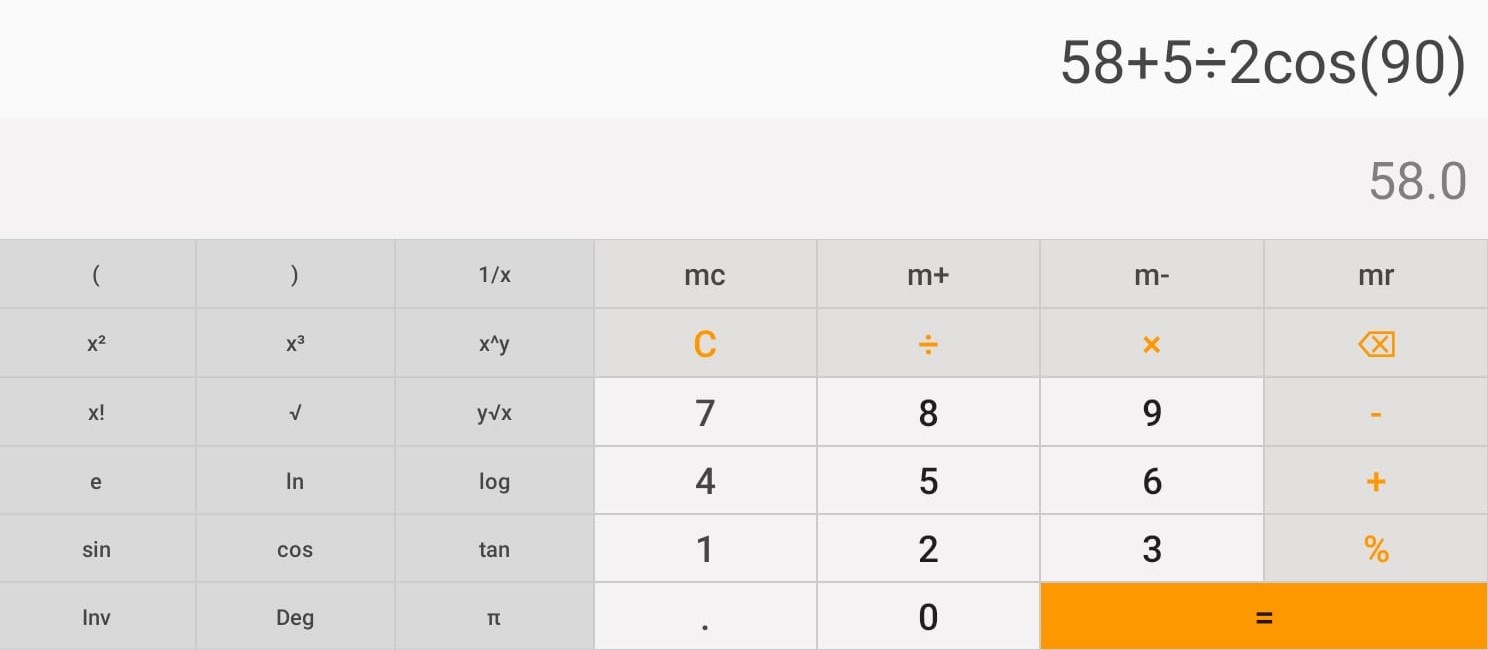 58+5÷2cos(90)
58.0
( ) 1/x mc m+ m- mr
x² x³ x^y C ÷ ×
x! √ y√x 7 8 9 -
e ln log 4 5 6 +
sin cos tan 1 2 3 %
Inv Deg π . 0 =